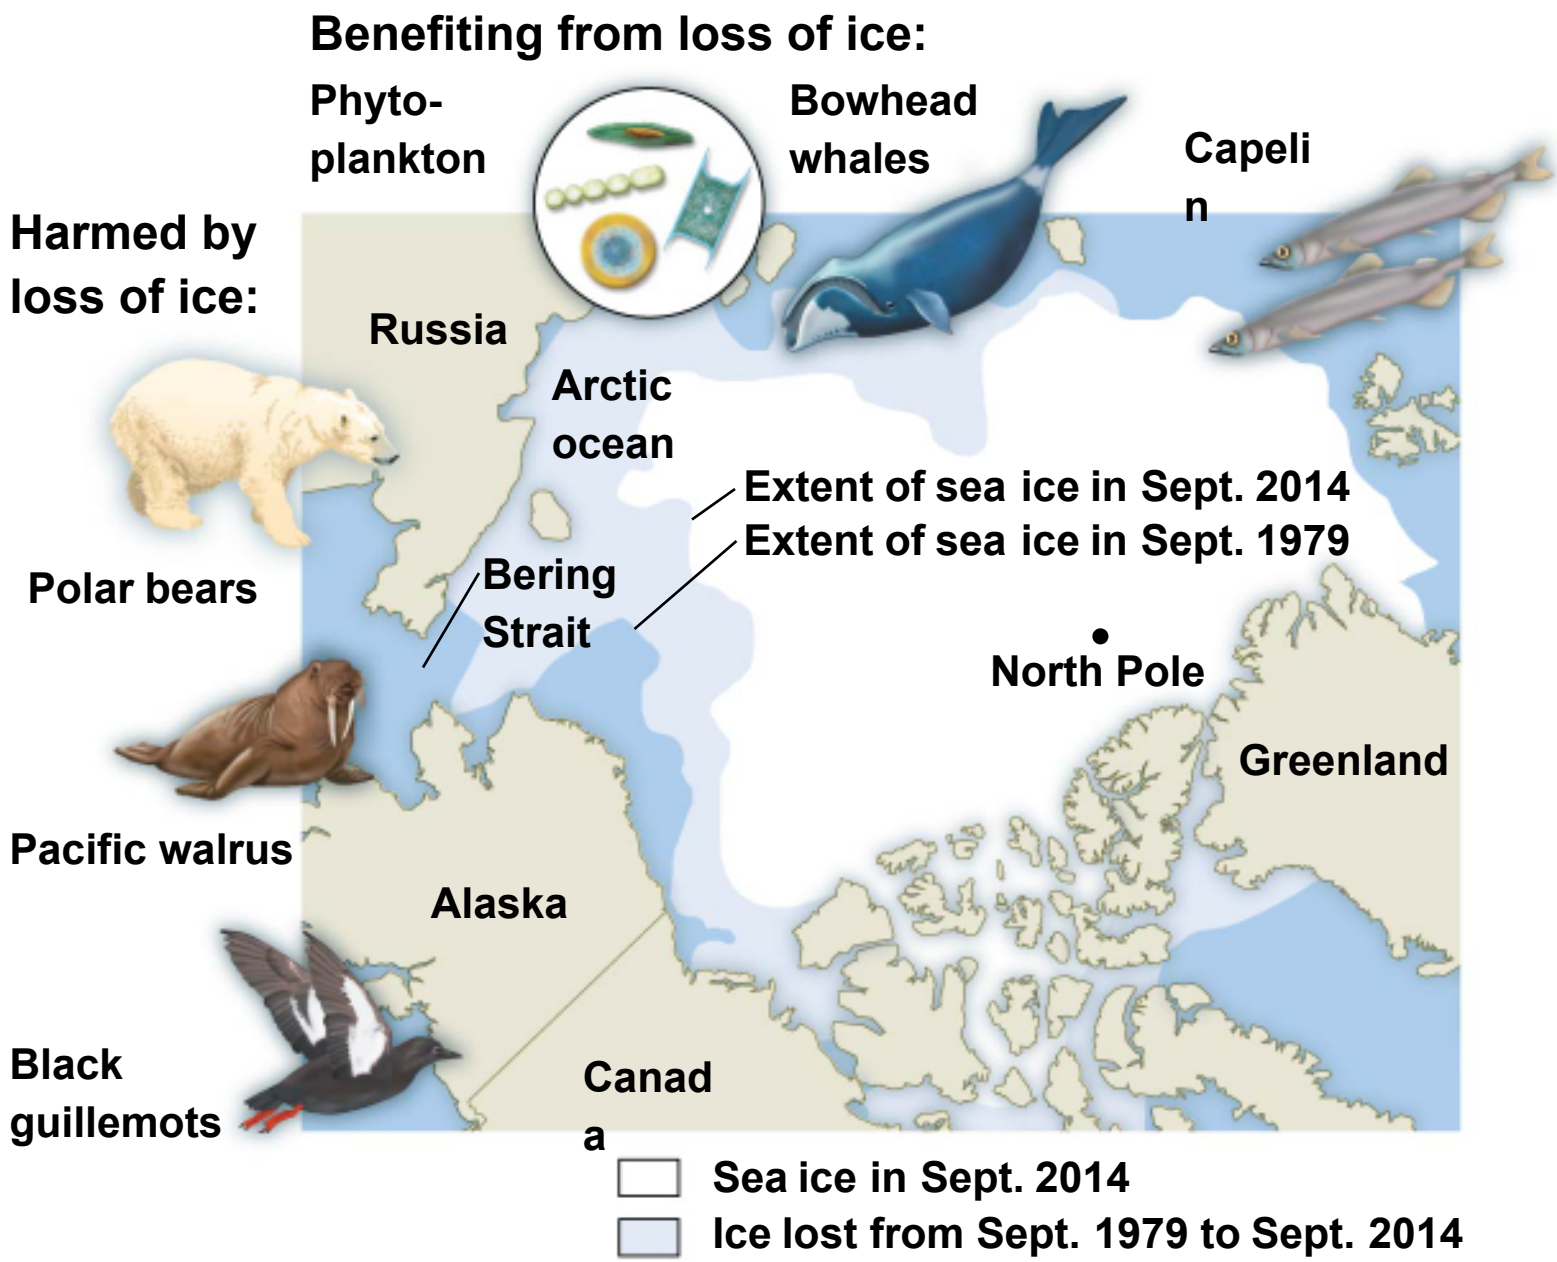 Benefiting from loss of ice:
Phyto-
plankton
Bowhead
whales
Capeli
n
Harmed by
loss of ice:
Russia
Arctic
ocean
Extent of sea ice in Sept. 2014
Extent of sea ice in Sept. 1979
Bering
Strait
Polar bears
North Pole
Greenland
Pacific walrus
Alaska
Black
guillemots
Canad
a
Sea ice in Sept. 2014
Ice lost from Sept. 1979 to Sept. 2014